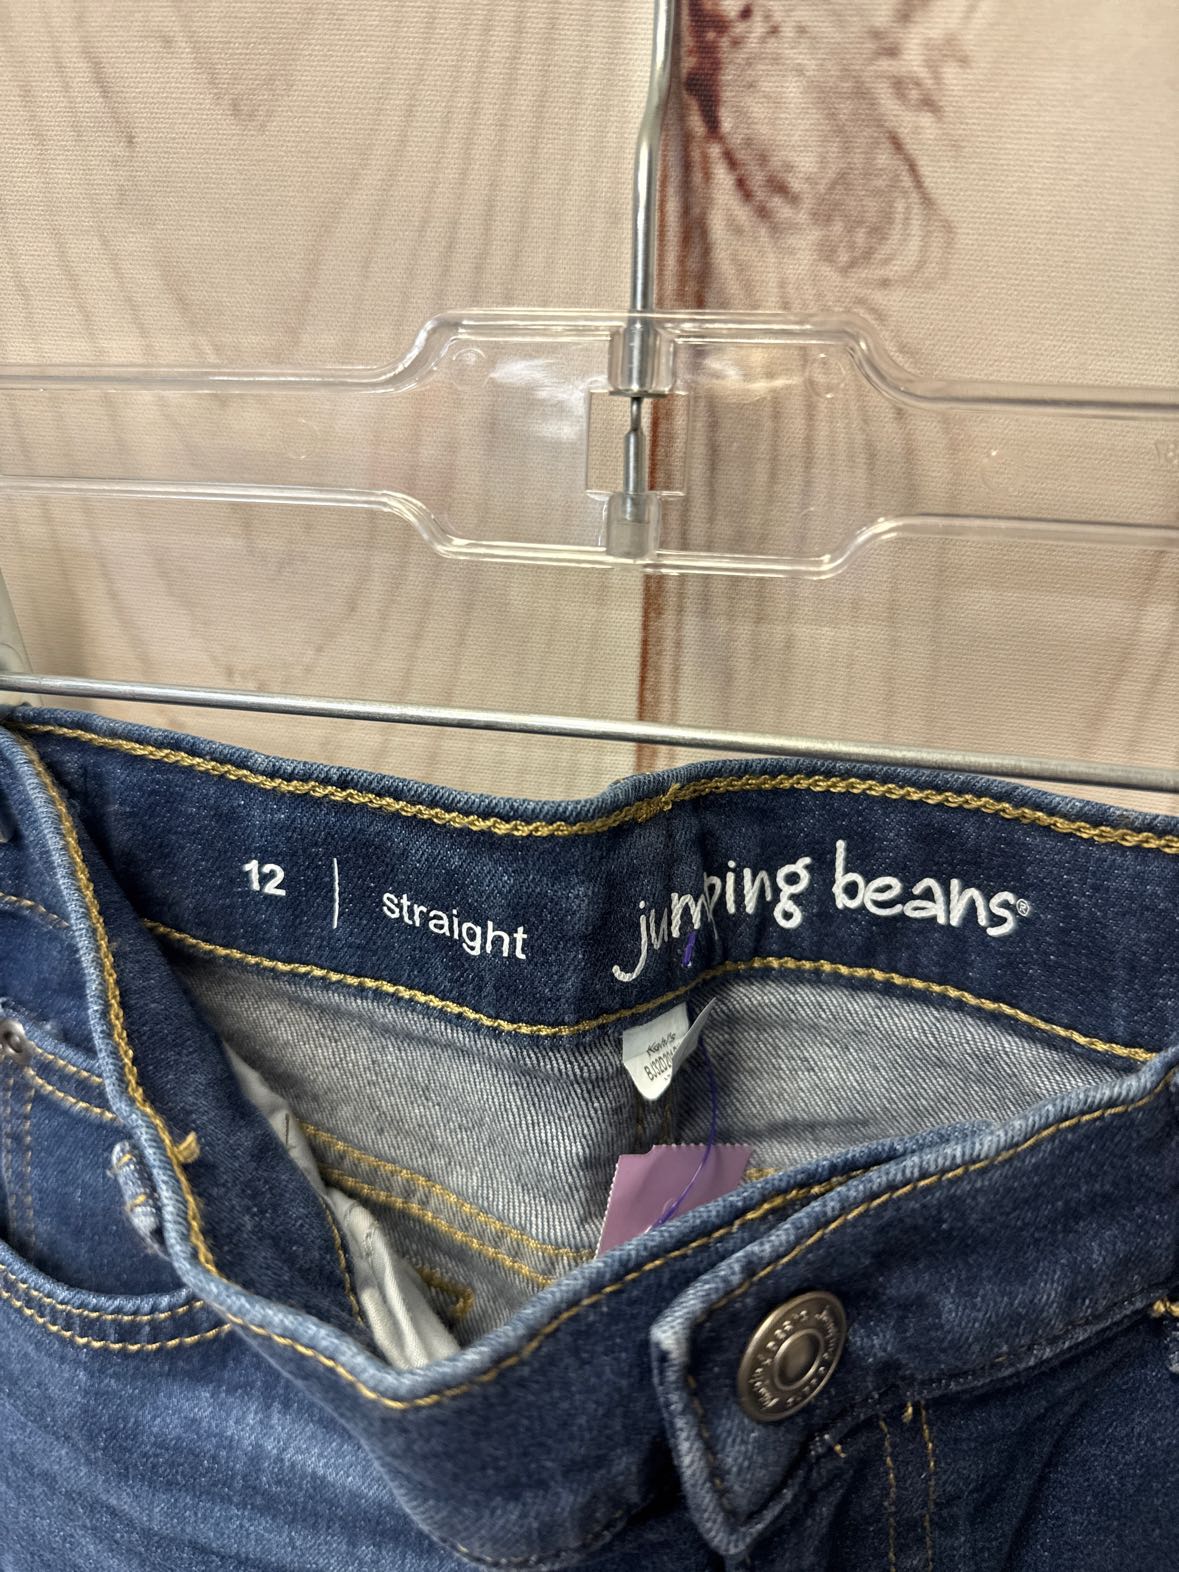 12 | straight
jumping beans®